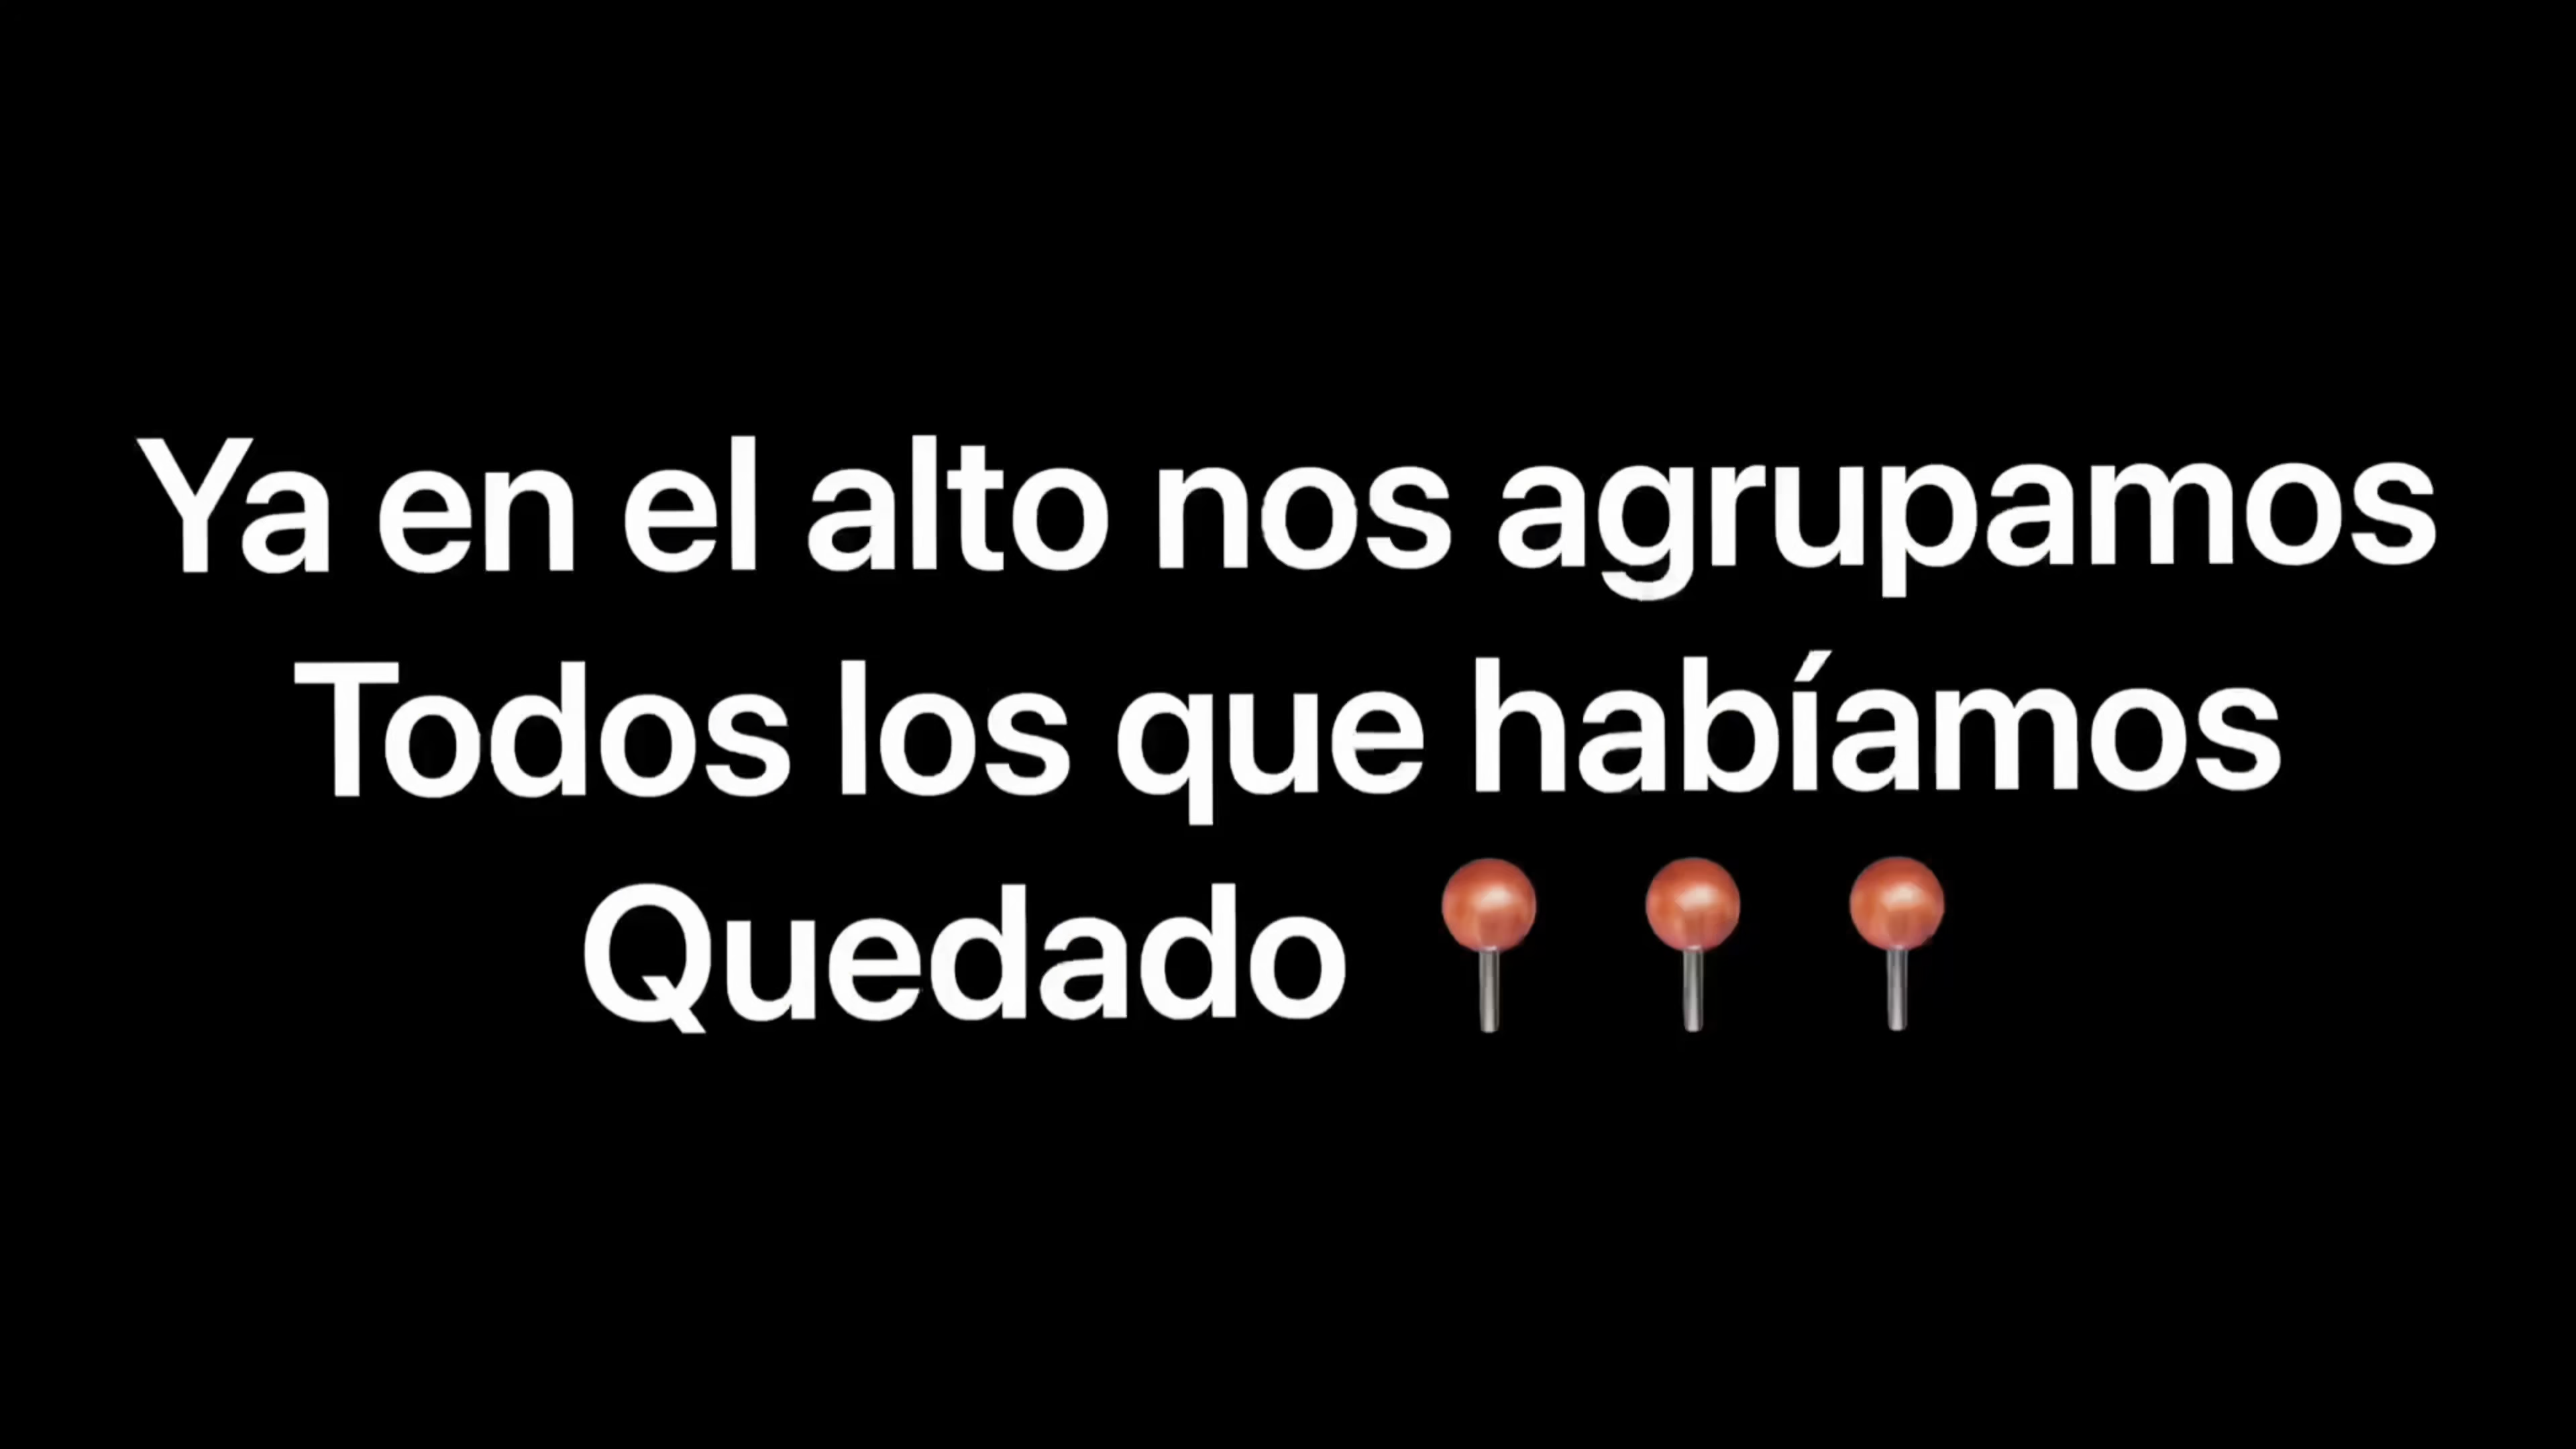 Ya en el alto nos agrupamos
Todos los que habíamos
Quedado 📍 📍 📍